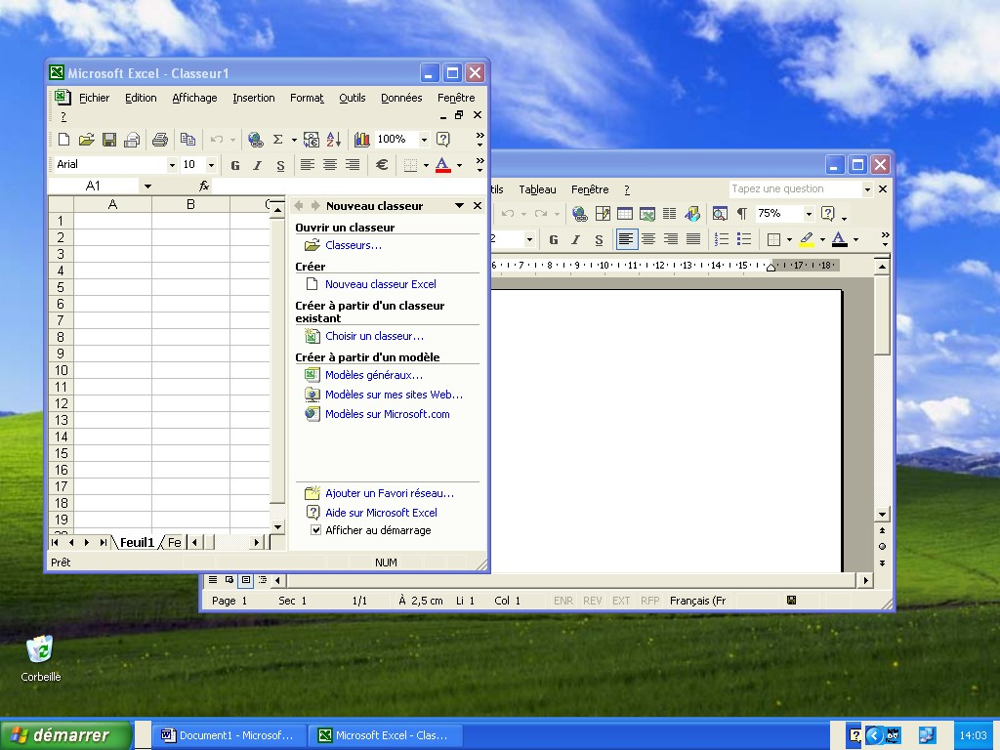 Microsoft Excel - Classeur1
Fichier Edition Affichage Insertion Format Outils Données Fenêtre
?
100%
Arial 10 G I S €
A1 fx
A B C
1
2
3
4
5
6
7
8
9
10
11
12
13
14
15
16
17
18
19
Nouveau classeur
Ouvrir un classeur
Classeurs...
Créer
Nouveau classeur Excel
Créer à partir d'un classeur
existant
Choisir un classeur...
Créer à partir d'un modèle
Modèles généraux...
Modèles sur mes sites Web...
Modèles sur Microsoft.com
Ajouter un Favori réseau...
Aide sur Microsoft Excel
Afficher au démarrage
Feuil1 Fe
Prêt NUM
tils Tableau Fenêtre ? Tapez une question
75%
2 G I S
6 7 8 9 10 11 12 13 14 15 17 18
Page 1 Sec 1 1/1 À 2,5 cm Li 1 Col 1 ENR REV EXT RFP Français (Fr
Corbeille
démarrer Document1 - Microsof... Microsoft Excel - Clas... 14:03